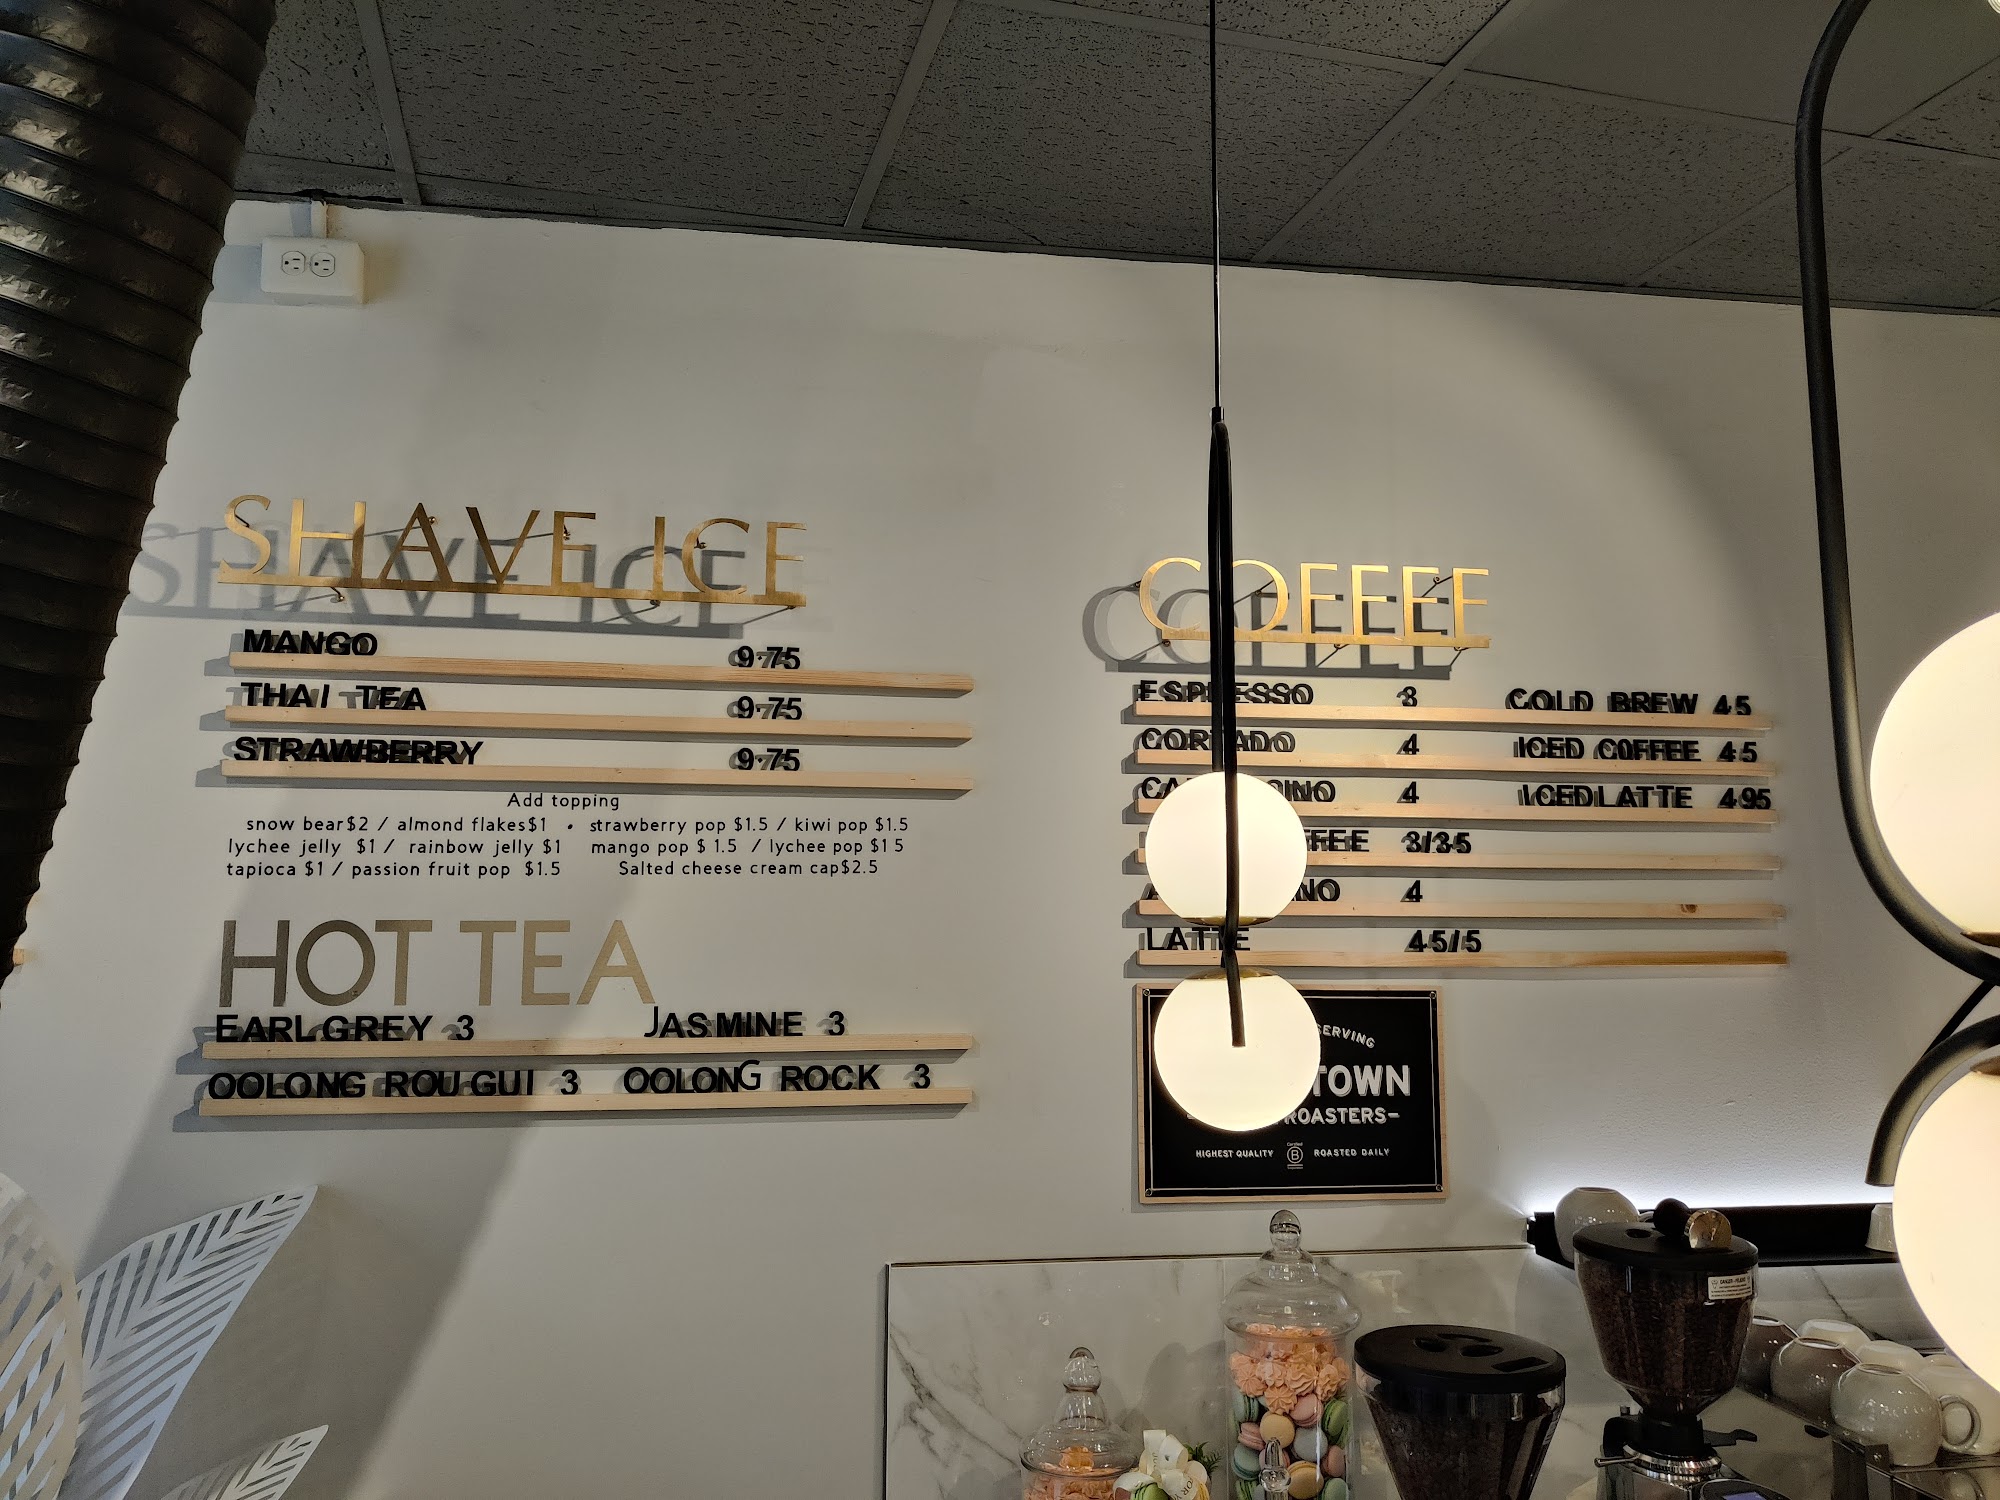 SHAVE ICE
MANGO 9.75
THAI TEA 9.75
STRAWBERRY 9.75
Add topping
snow bear$2 / almond flakes$1 • strawberry pop $1.5 / kiwi pop $1.5
lychee jelly $1 / rainbow jelly $1 mango pop $ 1.5 / lychee pop $1 5
tapioca $1 / passion fruit pop $1.5 Salted cheese cream cap$2.5
HOT TEA
EARL GREY 3 JASMINE 3
OOLONG ROU GUI 3 OOLONG ROCK 3
COFFEE
ESPRESSO 3 COLD BREW 4 5
CORTADO 4 ICED COFFEE 4 5
4 ICED LATTE 4 95
3/3 5
4
LATTE 4 5/5
SERVING
TOWN
ROASTERS-
HIGHEST QUALITY B ROASTED DAILY